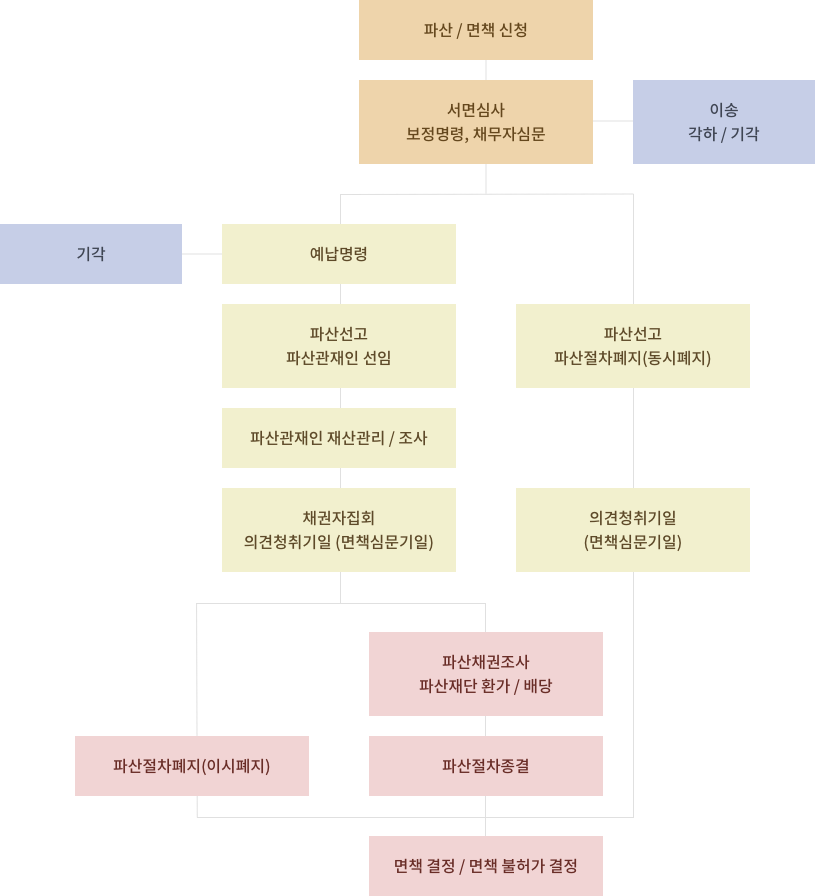 파산 / 면책 신청
서면심사
보정명령, 채무자심문
이송
각하 / 기각
기각
예납명령
파산선고
파산관재인 선임
파산선고
파산절차폐지(동시폐지)
파산관재인 재산관리 / 조사
채권자집회
의견청취기일 (면책심문기일)
의견청취기일
(면책심문기일)
파산채권조사
파산재단 환가 / 배당
파산절차폐지(이시폐지)
파산절차종결
면책 결정 / 면책 불허가 결정